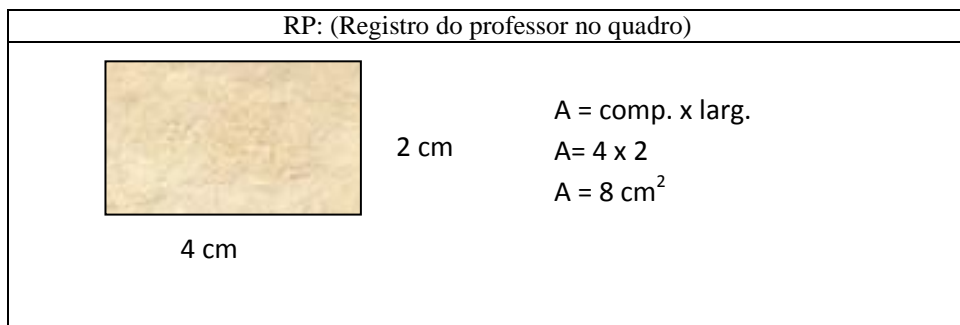 RP: (Registro do professor no quadro)
2 cm
4 cm
A = comp. x larg.
A= 4 x 2
A = 8 cm²